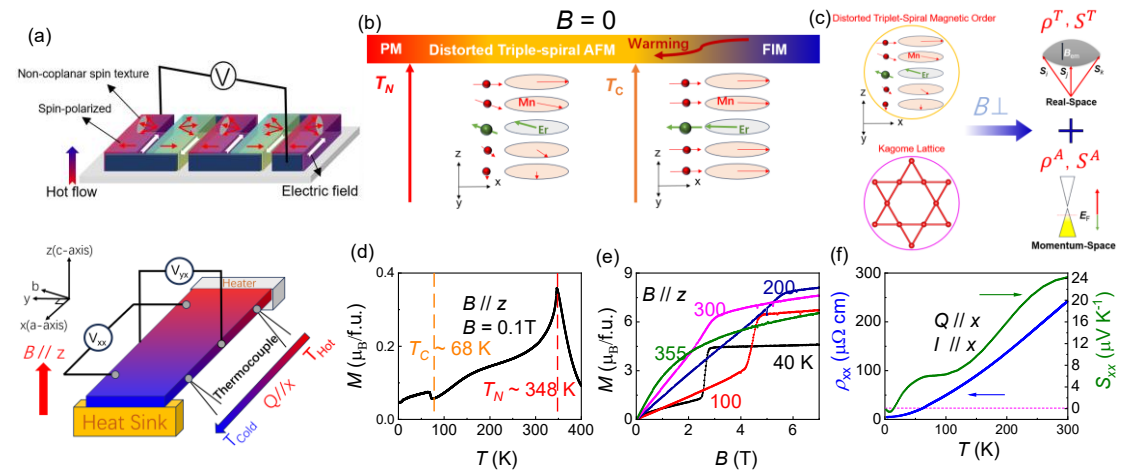 (a)
V
Non-coplanar spin texture
Spin-polarized
Hot flow
Electric field
z(c-axis)
b
y
x(a-axis)
B // z
V_yx
V_xx
Heater
Thermocouple
T_Hot
Q//x
T_Cold
Heat Sink
(b)
B = 0
PM
Distorted Triple-spiral AFM
Warming
FIM
T_N
T_C
Mn
Er
z
x
y
Mn
Er
z
x
y
(c)
Distorted Triplet-Spiral Magnetic Order
Mn
Er
z
x
y
Kagome Lattice
B⊥
ρ^T, S^T
B_em
S_i
S_j
S_k
Real-Space
+
ρ^A, S^A
E_F
Momentum-Space
(d)
M (μ_B/f.u.)
0.4
0.2
0.0
B // z
B = 0.1T
T_C ~ 68 K
T_N ~ 348 K
0 100 200 300 400
T (K)
(e)
M (μ_B/f.u.)
9
6
3
0
B // z
200
300
355
40 K
100
0 2 4 6
B (T)
(f)
ρ_xx (μΩ cm)
300
200
100
0
Q // x
I // x
24
20
16
12
8
4
0
S_xx (μV K⁻¹)
0 100 200 300
T (K)